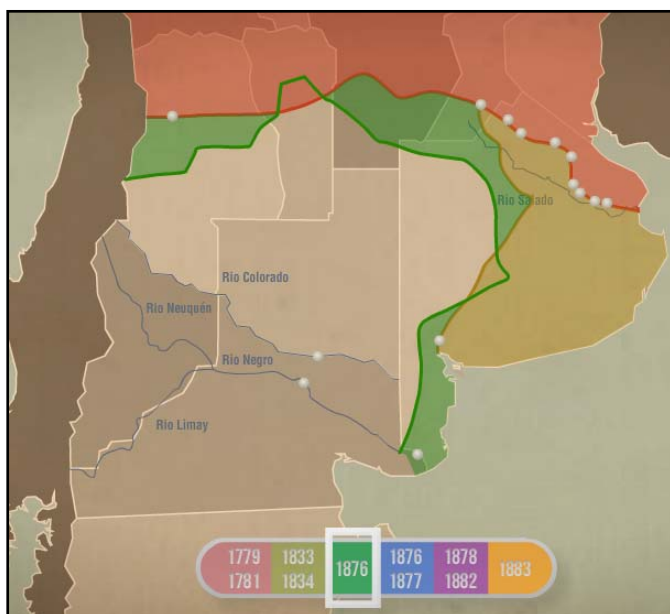 Río Salado
Río Colorado
Río Neuquén
Río Negro
Río Limay
1779
1781
1833
1834
1876
1876
1877
1878
1882
1883